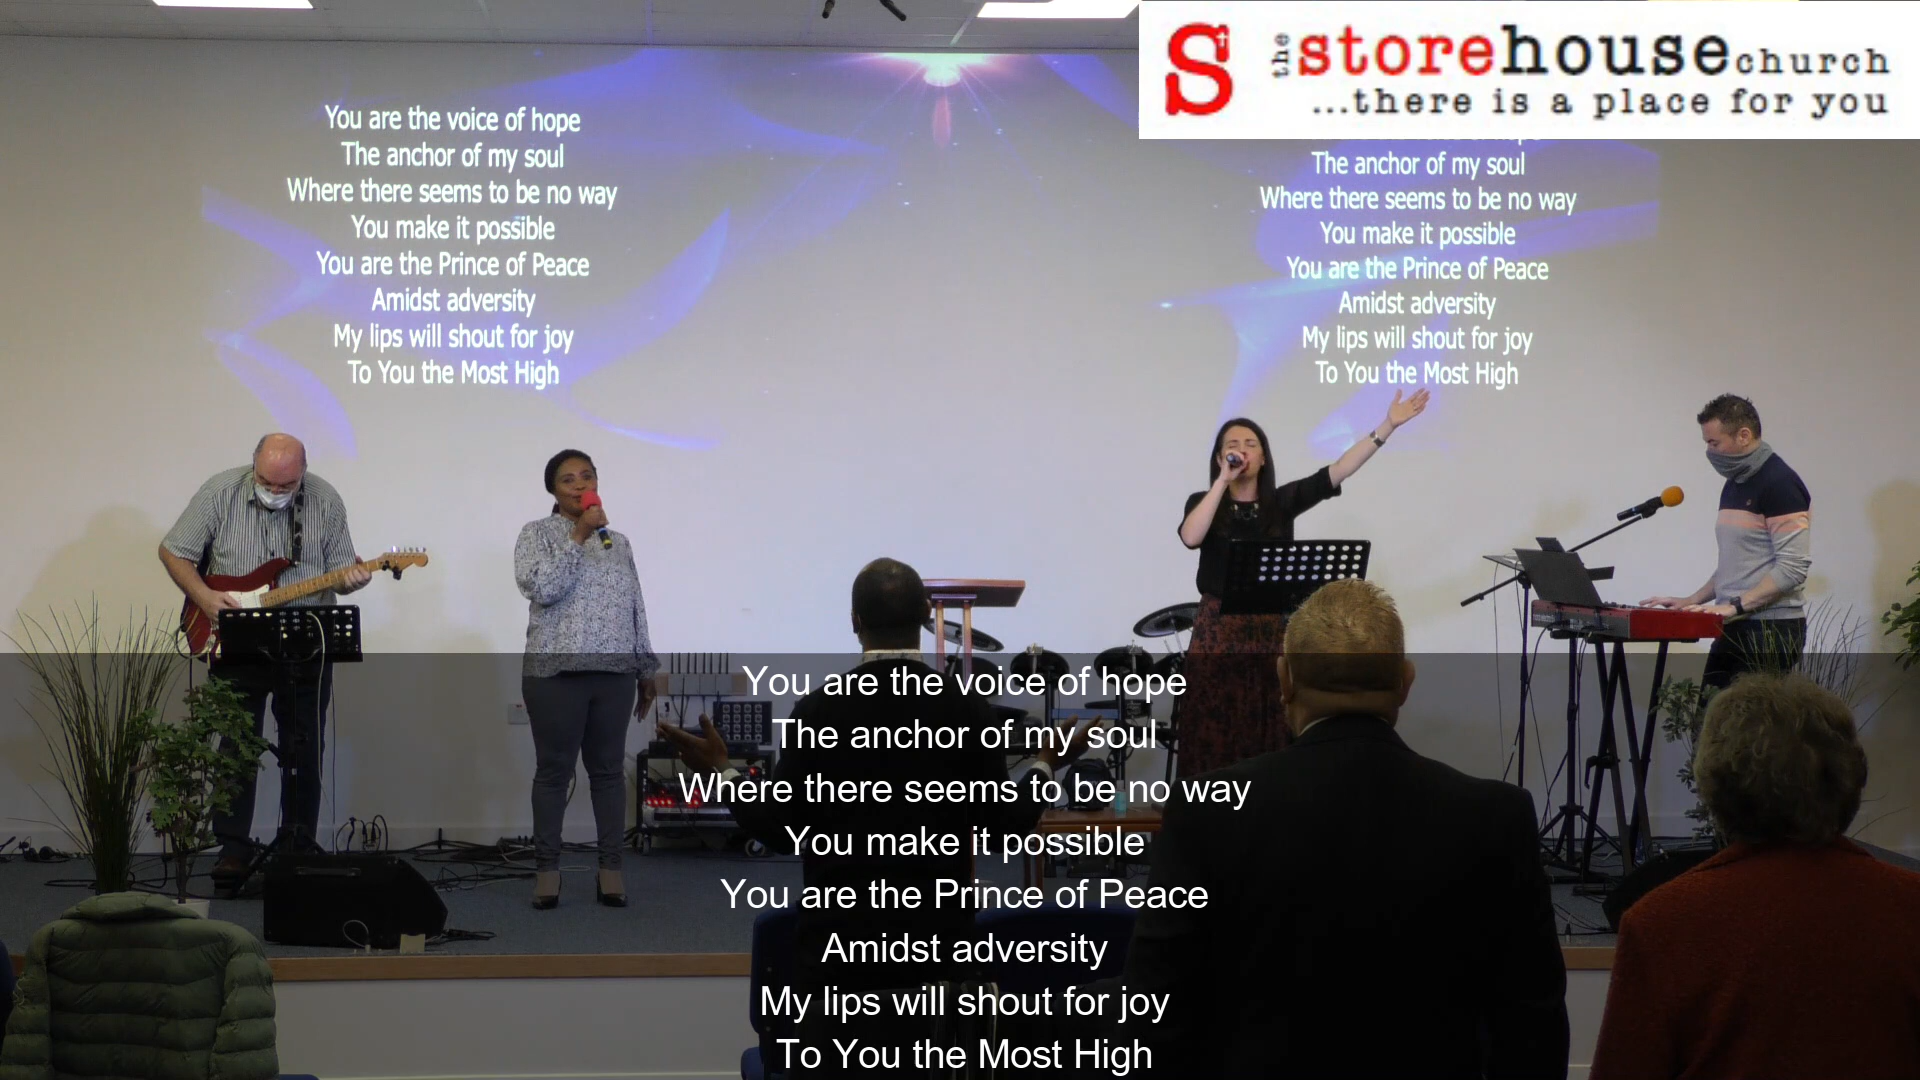 S the storehouse church
...there is a place for you
You are the voice of hope
The anchor of my soul
Where there seems to be no way
You make it possible
You are the Prince of Peace
Amidst adversity
My lips will shout for joy
To You the Most High
The anchor of my soul
Where there seems to be no way
You make it possible
You are the Prince of Peace
Amidst adversity
My lips will shout for joy
To You the Most High
You are the voice of hope
The anchor of my soul
Where there seems to be no way
You make it possible
You are the Prince of Peace
Amidst adversity
My lips will shout for joy
To You the Most High